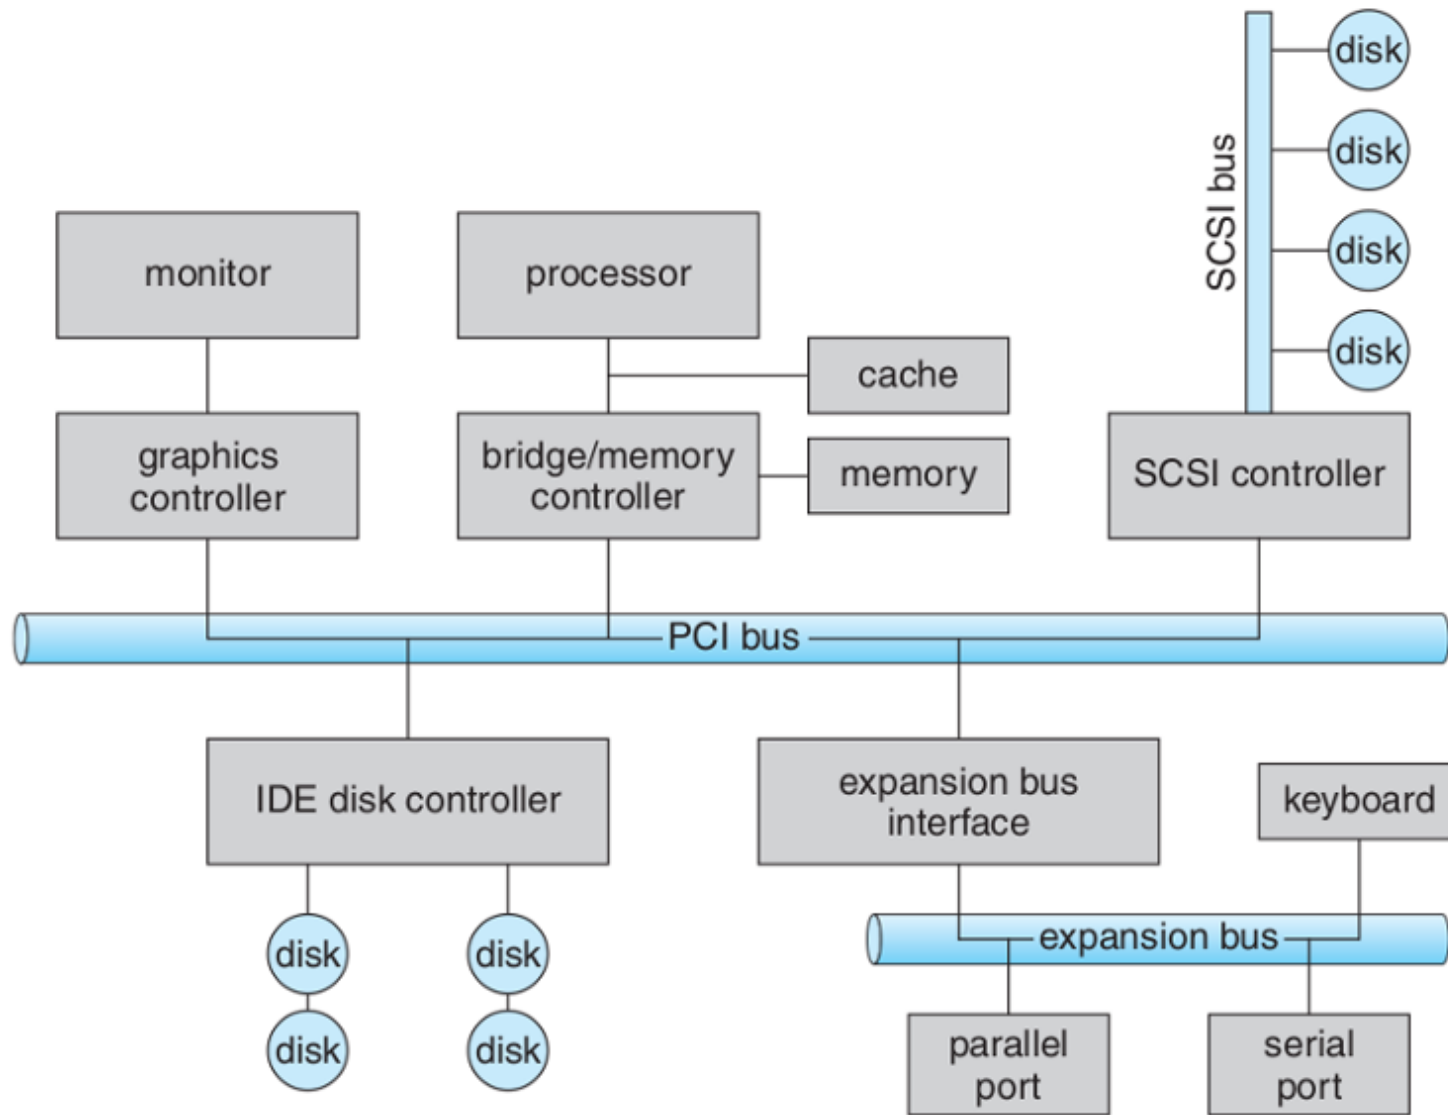 disk
disk
SCSI bus
disk
disk
monitor
processor
cache
graphics
controller
bridge/memory
controller
memory
SCSI controller
PCI bus
IDE disk controller
expansion bus
interface
keyboard
disk
disk
expansion bus
disk
disk
parallel
port
serial
port